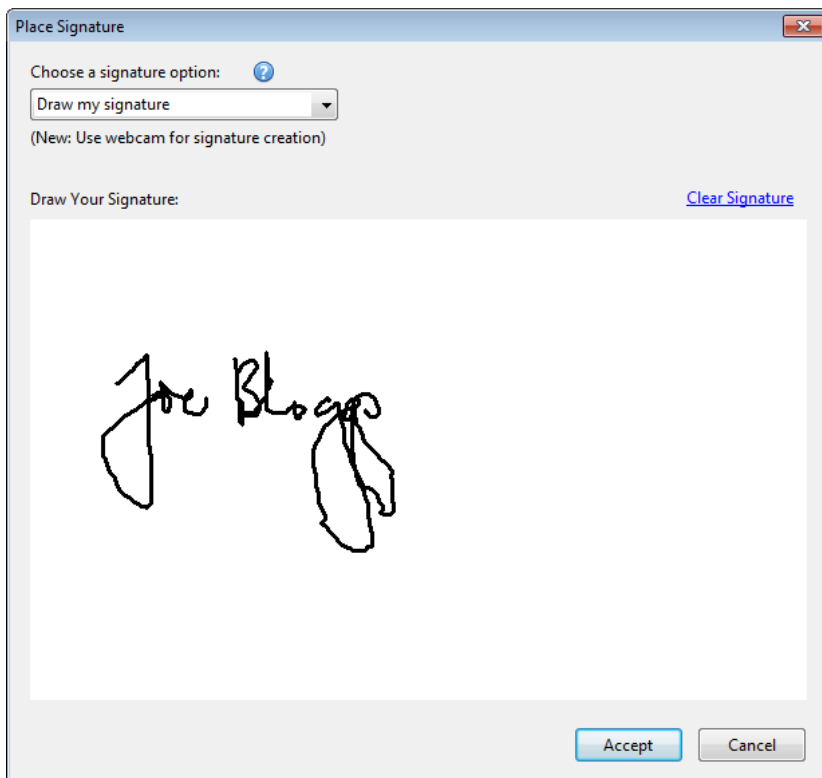 Place Signature
Choose a signature option:
Draw my signature
(New: Use webcam for signature creation)
Draw Your Signature: Clear Signature
Joe Bloggs
Accept Cancel